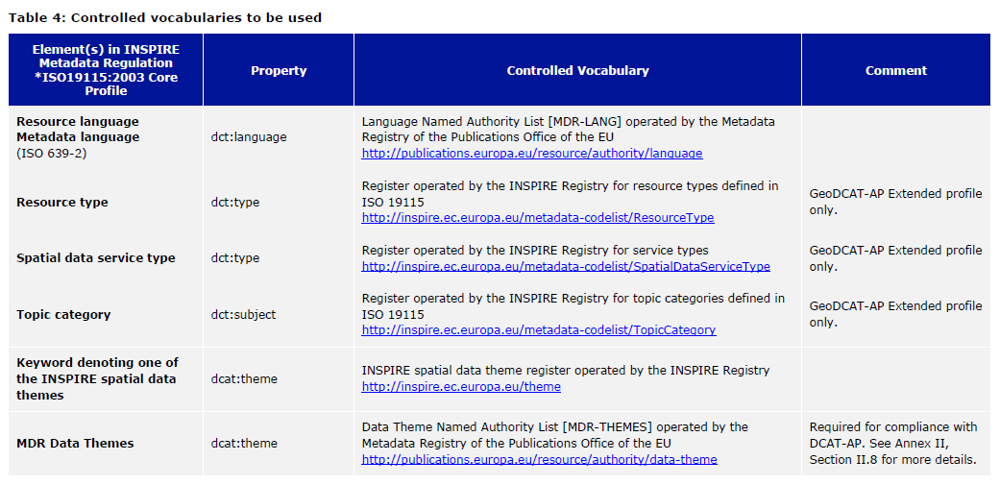 Table 4: Controlled vocabularies to be used
Element(s) in INSPIRE
Metadata Regulation
*ISO19115:2003 Core
Profile
Property
Controlled Vocabulary
Comment
Resource language
Metadata language
(ISO 639-2)
dct:language
Language Named Authority List [MDR-LANG] operated by the Metadata
Registry of the Publications Office of the EU
http://publications.europa.eu/resource/authority/language
Resource type
dct:type
Register operated by the INSPIRE Registry for resource types defined in
ISO 19115
http://inspire.ec.europa.eu/metadata-codelist/ResourceType
GeoDCAT-AP Extended profile
only.
Spatial data service type
dct:type
Register operated by the INSPIRE Registry for service types
http://inspire.ec.europa.eu/metadata-codelist/SpatialDataServiceType
GeoDCAT-AP Extended profile
only.
Topic category
dct:subject
Register operated by the INSPIRE Registry for topic categories defined in
ISO 19115
http://inspire.ec.europa.eu/metadata-codelist/TopicCategory
GeoDCAT-AP Extended profile
only.
Keyword denoting one of
the INSPIRE spatial data
themes
dcat:theme
INSPIRE spatial data theme register operated by the INSPIRE Registry
http://inspire.ec.europa.eu/theme
MDR Data Themes
dcat:theme
Data Theme Named Authority List [MDR-THEMES] operated by the
Metadata Registry of the Publications Office of the EU
http://publications.europa.eu/resource/authority/data-theme
Required for compliance with
DCAT-AP. See Annex II,
Section II.8 for more details.